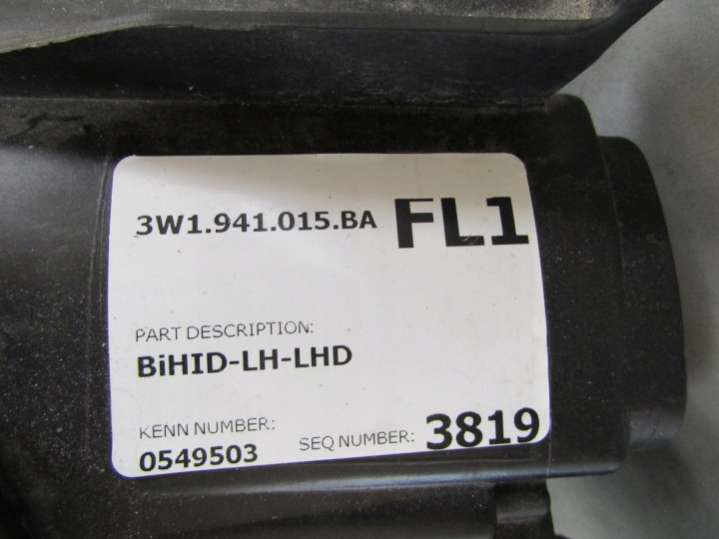 3W1.941.015.BA FL1
PART DESCRIPTION:
BiHID-LH-LHD
KENN NUMBER:
0549503
SEQ NUMBER: 3819